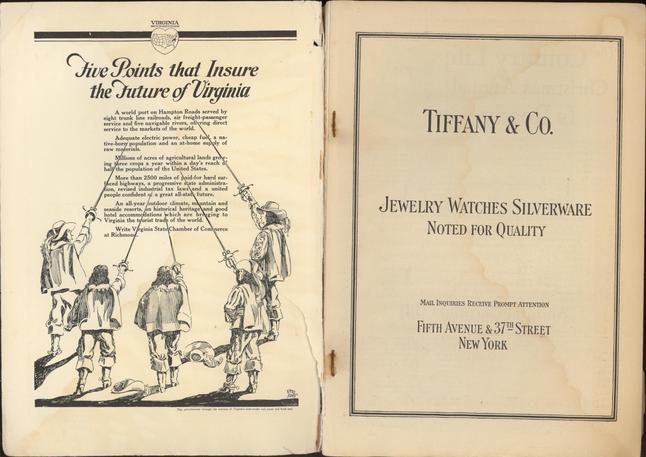 VIRGINIA
Five Points that Insure
the Future of Virginia
A world port on Hampton Roads served by
eight trunk line railroads, air freight-passenger
service and five navigable rivers, offering direct
service to the markets of the world.
Adequate electric power, cheap fuel, a na-
tive-born population and an at-home supply of
raw materials.
Millions of acres of agricultural lands grow-
ing three crops a year within a day's reach of
half the population of the United States.
More than 2500 miles of paid-for hard sur-
faced highways, a progressive state administra-
tion, revised industrial tax laws and a united
people confident of a great all-state future.
An all-year outdoor climate, mountain and
seaside resorts, an historical heritage and good
hotel accommodations which are bringing to
Virginia the tourist trade of the world.
Write Virginia State Chamber of Commerce
at Richmond.
TIFFANY & CO.
JEWELRY WATCHES SILVERWARE
NOTED FOR QUALITY
MAIL INQUIRIES RECEIVE PROMPT ATTENTION
FIFTH AVENUE & 37TH STREET
NEW YORK